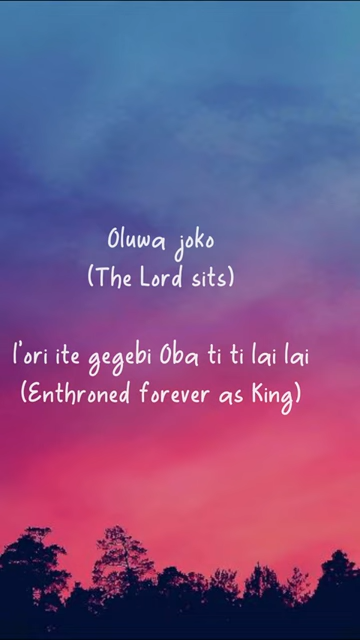 Oluwa joko
(The Lord sits)
l'ori ite gegebi Oba ti ti lai lai
(Enthroned forever as King)